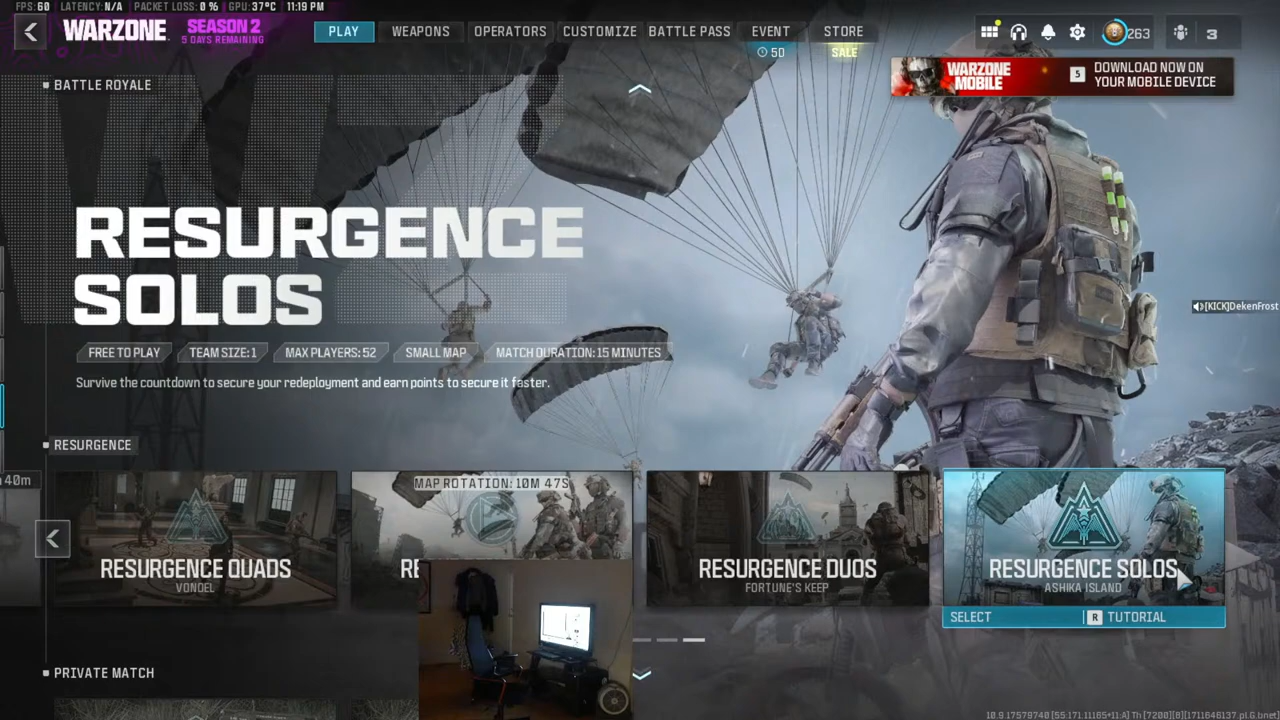 FPS: 60 LATENCY: N/A PACKET LOSS: 0 % GPU: 37°C 11:19 PM
WARZONE
SEASON 2
5 DAYS REMAINING
PLAY WEAPONS OPERATORS CUSTOMIZE BATTLE PASS EVENT STORE
5D
SALE
263
3
WARZONE
MOBILE
5
DOWNLOAD NOW ON
YOUR MOBILE DEVICE
BATTLE ROYALE
RESURGENCE
SOLOS
[KICK]DekenFrost
FREE TO PLAY TEAM SIZE: 1 MAX PLAYERS: 52 SMALL MAP MATCH DURATION: 15 MINUTES
Survive the countdown to secure your redeployment and earn points to secure it faster.
RESURGENCE
40m
MAP ROTATION: 10M 47S
RESURGENCE QUADS
VONDEL
RE
RESURGENCE DUOS
FORTUNE'S KEEP
RESURGENCE SOLOS
ASHIKA ISLAND
SELECT
R TUTORIAL
PRIVATE MATCH